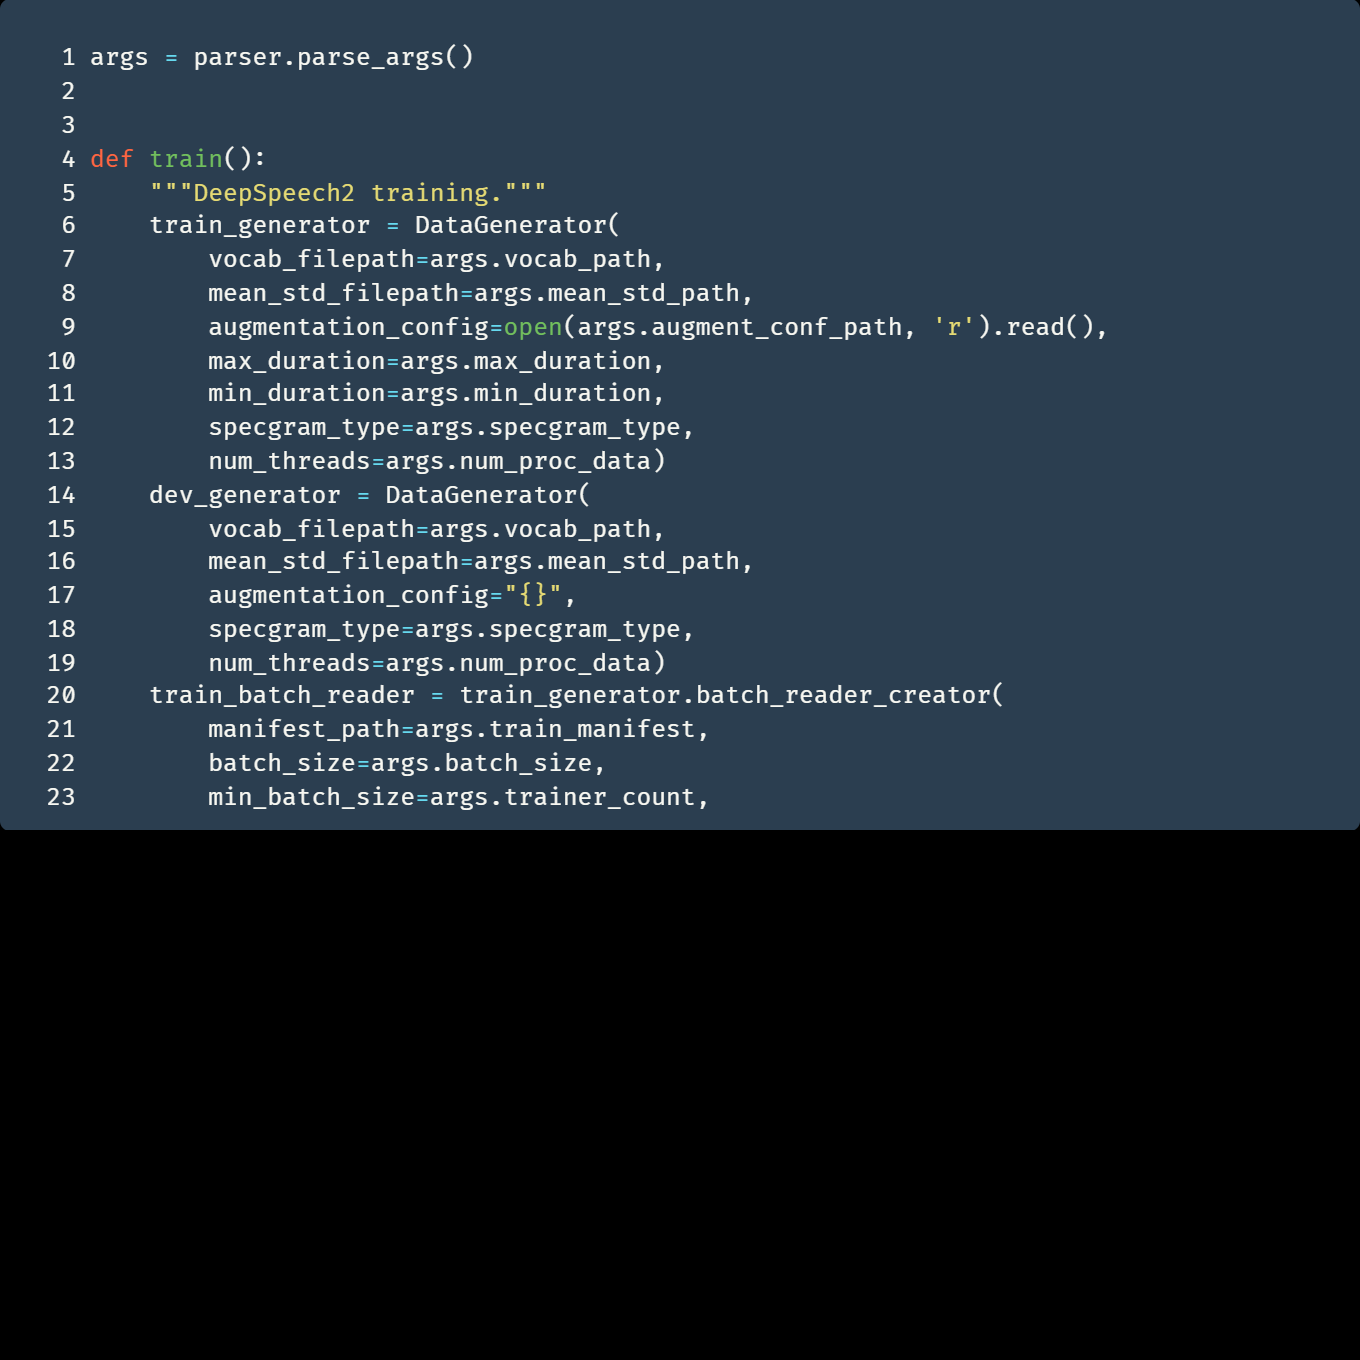 1 args = parser.parse_args()
2
3
4 def train():
5     """DeepSpeech2 training."""
6     train_generator = DataGenerator(
7         vocab_filepath=args.vocab_path,
8         mean_std_filepath=args.mean_std_path,
9         augmentation_config=open(args.augment_conf_path, 'r').read(),
10         max_duration=args.max_duration,
11         min_duration=args.min_duration,
12         specgram_type=args.specgram_type,
13         num_threads=args.num_proc_data)
14     dev_generator = DataGenerator(
15         vocab_filepath=args.vocab_path,
16         mean_std_filepath=args.mean_std_path,
17         augmentation_config="{}",
18         specgram_type=args.specgram_type,
19         num_threads=args.num_proc_data)
20     train_batch_reader = train_generator.batch_reader_creator(
21         manifest_path=args.train_manifest,
22         batch_size=args.batch_size,
23         min_batch_size=args.trainer_count,